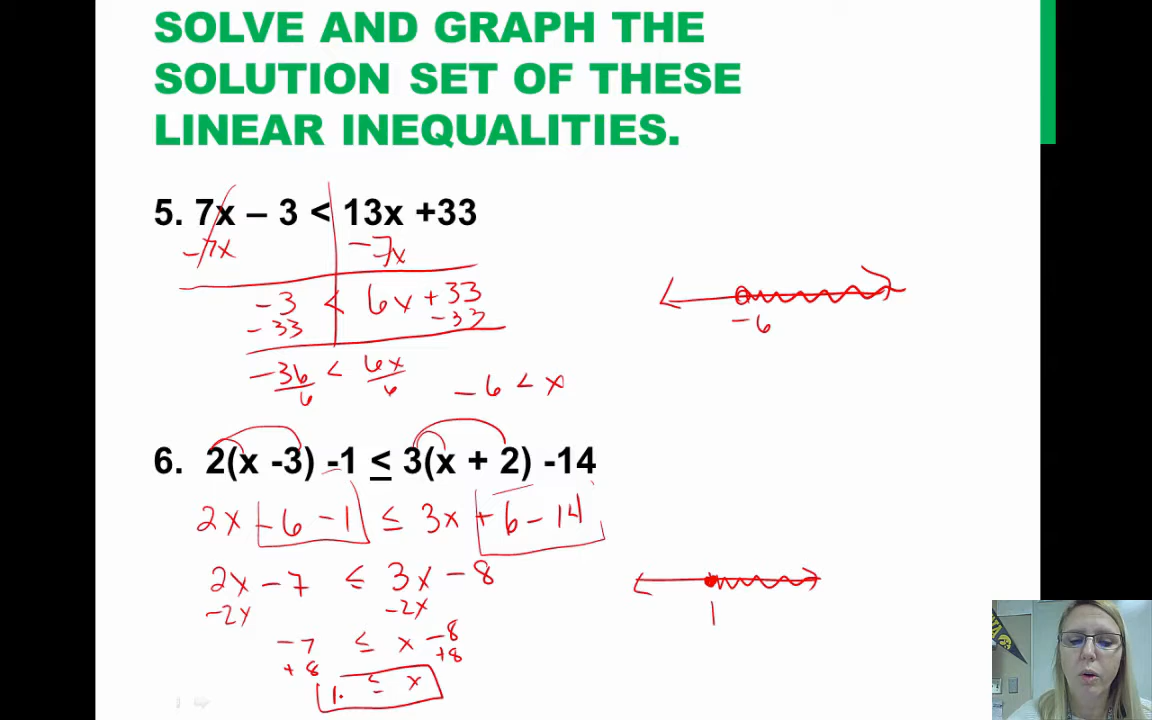 SOLVE AND GRAPH THE
SOLUTION SET OF THESE
LINEAR INEQUALITIES.
5. 7x – 3 < 13x +33
-7x -7x
-3 < 6x + 33
-33 -33
-36/6 < 6x/6
-6 < x
-6
6. 2(x -3) -1 ≤ 3(x + 2) -14
2x - 6 - 1 ≤ 3x + 6 - 14
2x - 7 ≤ 3x - 8
-2x -2x
-7 ≤ x - 8
+8 +8
1 ≤ x
1